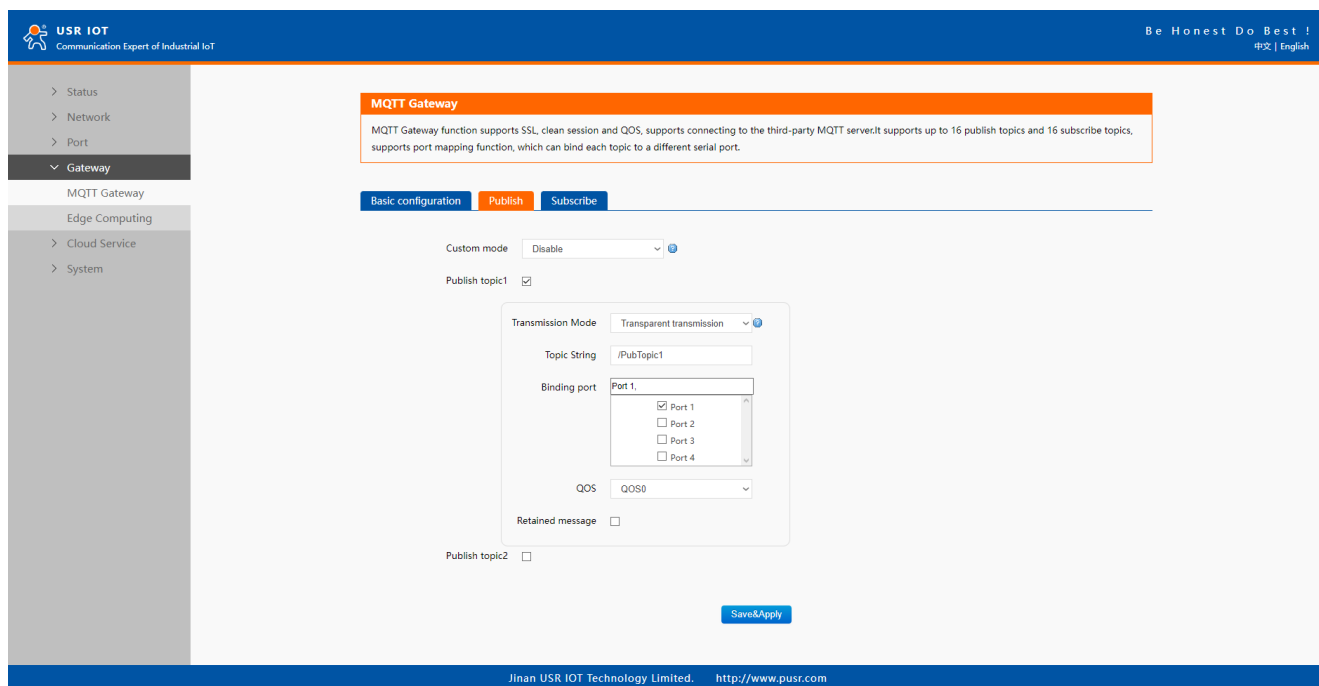 USR IOT
Communication Expert of Industrial IoT
Be Honest Do Best !
中文 | English
Status
Network
Port
Gateway
MQTT Gateway
Edge Computing
Cloud Service
System
MQTT Gateway
MQTT Gateway function supports SSL, clean session and QOS, supports connecting to the third-party MQTT server.It supports up to 16 publish topics and 16 subscribe topics,
supports port mapping function, which can bind each topic to a different serial port.
Basic configuration Publish Subscribe
Custom mode Disable
Publish topic1
Transmission Mode Transparent transmission
Topic String /PubTopic1
Binding port Port 1,
Port 1
Port 2
Port 3
Port 4
QOS QOS0
Retained message
Publish topic2
Save&Apply
Jinan USR IOT Technology Limited. http://www.pusr.com